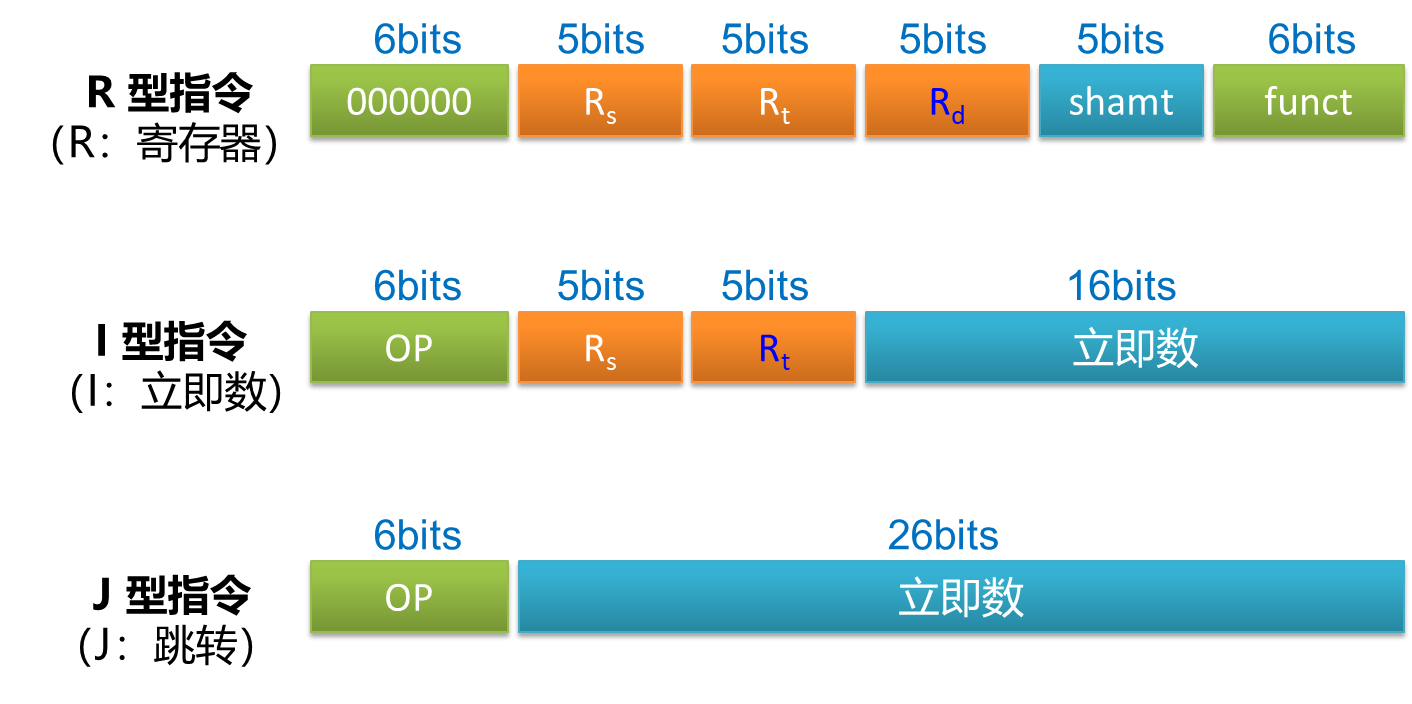 6bits 5bits 5bits 5bits 5bits 6bits
R 型指令 000000 Rs Rt Rd shamt funct
(R：寄存器)
6bits 5bits 5bits 16bits
I 型指令 OP Rs Rt 立即数
(I：立即数)
6bits 26bits
J 型指令 OP 立即数
(J：跳转)